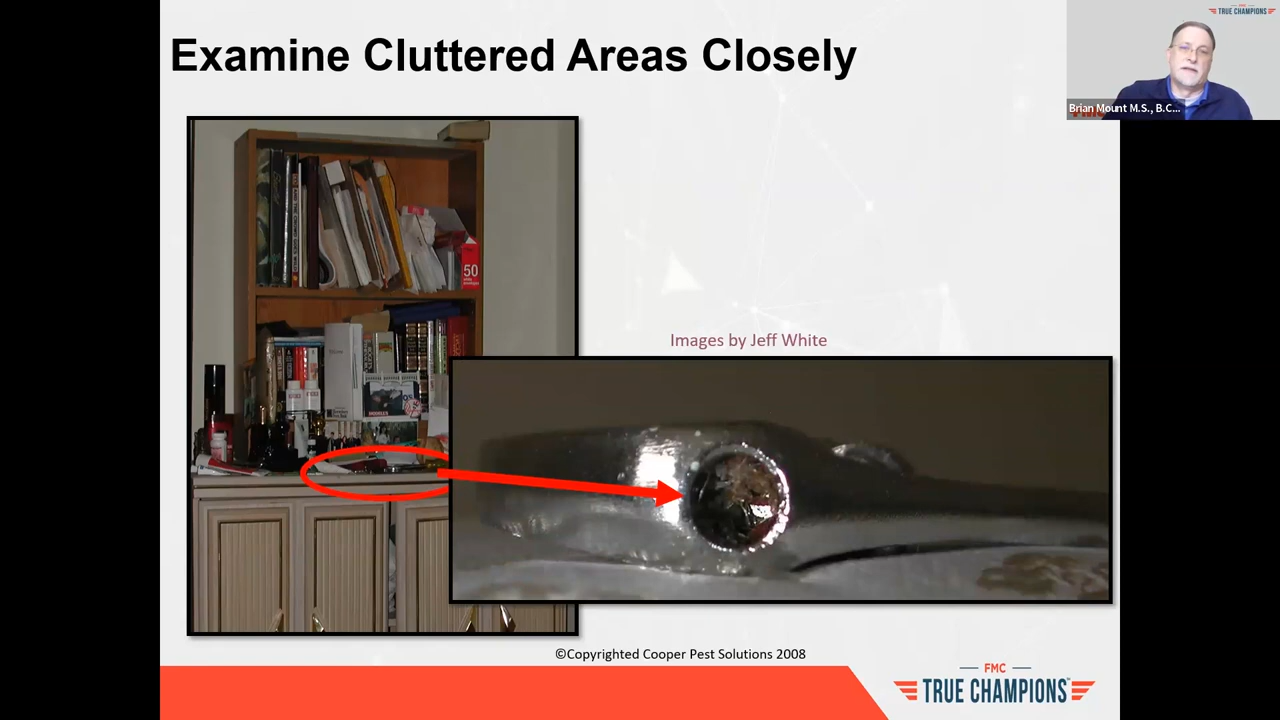 Examine Cluttered Areas Closely
FMC
TRUE CHAMPIONS
Brian Mount M.S., B.C...
50
Images by Jeff White
©Copyrighted Cooper Pest Solutions 2008
FMC
TRUE CHAMPIONS